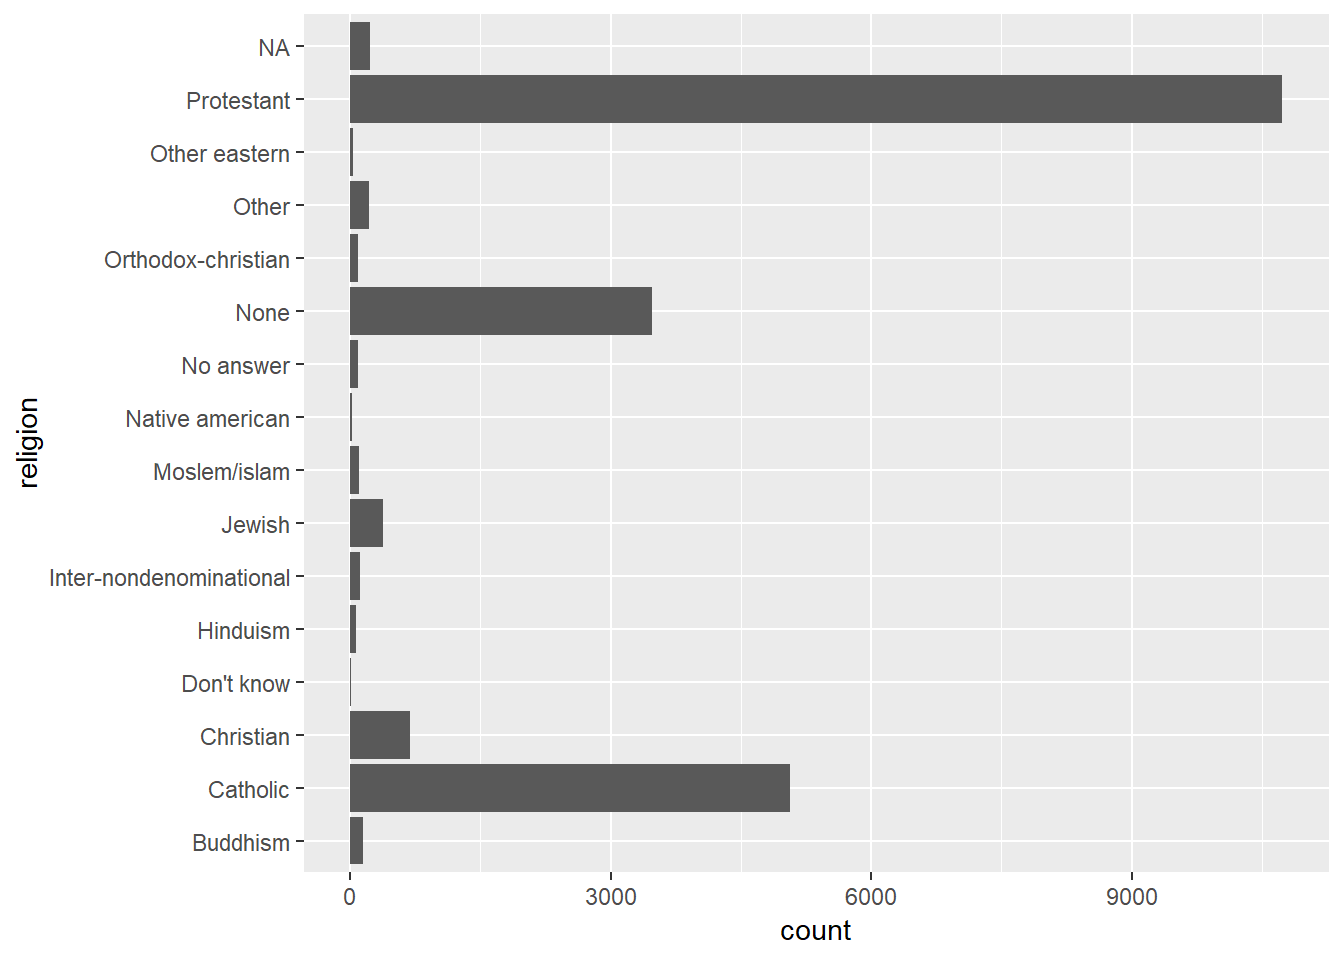 NA
Protestant
Other eastern
Other
Orthodox-christian
None
No answer
Native american
Moslem/islam
Jewish
Inter-nondenominational
Hinduism
Don't know
Christian
Catholic
Buddhism
religion
0 3000 6000 9000
count